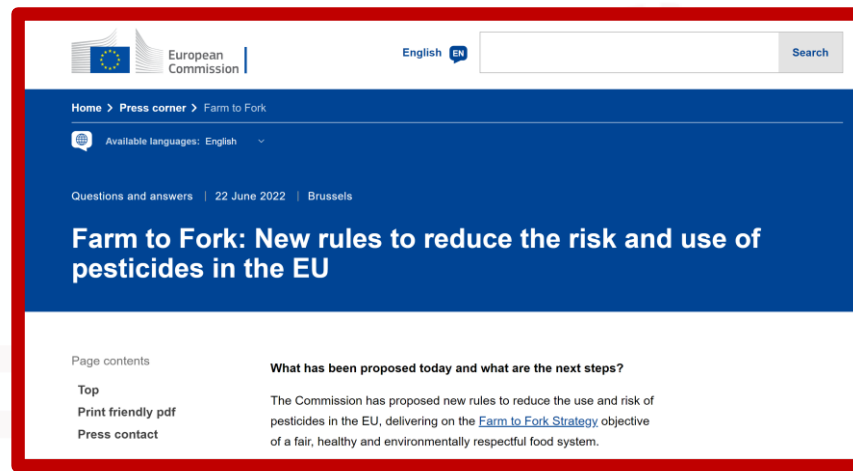 European
Commission
English EN
Search
Home > Press corner > Farm to Fork
Available languages: English
Questions and answers | 22 June 2022 | Brussels
Farm to Fork: New rules to reduce the risk and use of
pesticides in the EU
Page contents
Top
Print friendly pdf
Press contact
What has been proposed today and what are the next steps?
The Commission has proposed new rules to reduce the use and risk of
pesticides in the EU, delivering on the Farm to Fork Strategy objective
of a fair, healthy and environmentally respectful food system.